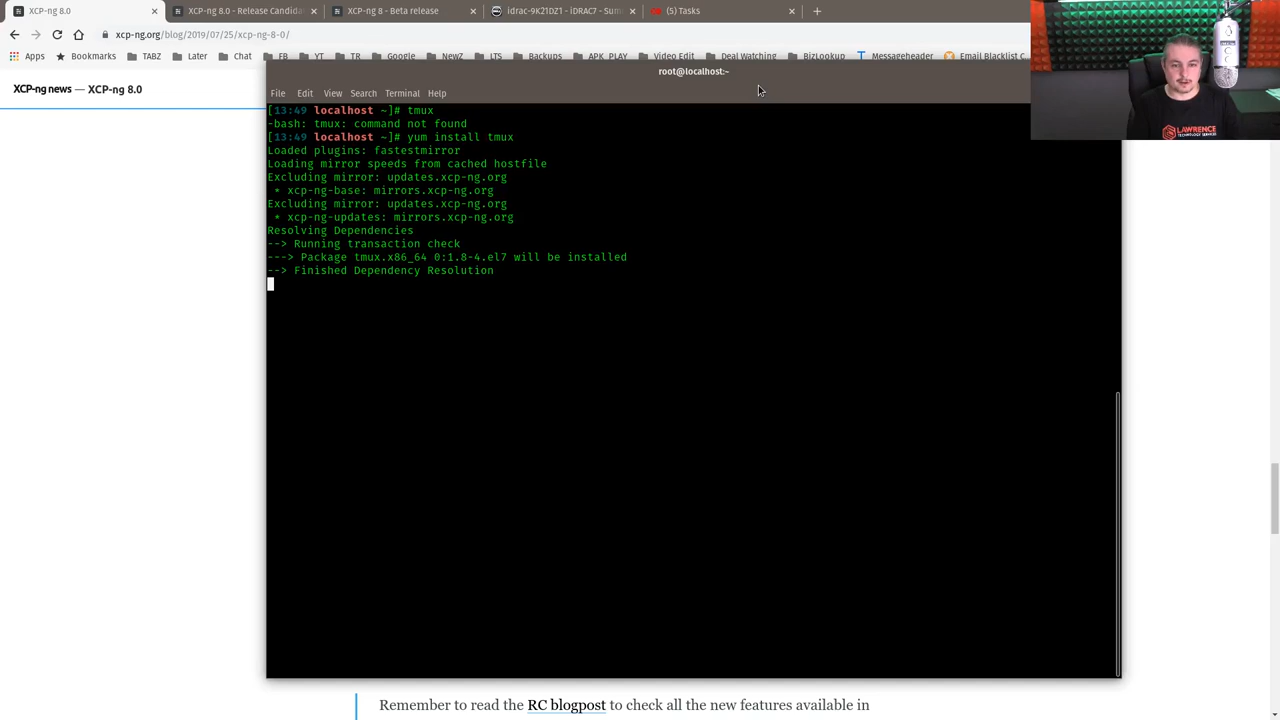 XCP-ng 8.0
XCP-ng 8.0 - Release Candida
XCP-ng 8 - Beta release
idrac-9K21DZ1 - iDRAC7 - Sum
(5) Tasks
xcp-ng.org/blog/2019/07/25/xcp-ng-8-0/
Apps
Bookmarks
TABZ
Later
Chat
FB
YT
TR
Google
NewZ
LTS
Backups
APK_PLAY
Video Edit
Deal Watching
BizLookup
Messageheader
Email Blacklist C
XCP-ng news — XCP-ng 8.0
root@localhost:~
File Edit View Search Terminal Help
[13:49 localhost ~]# tmux
-bash: tmux: command not found
[13:49 localhost ~]# yum install tmux
Loaded plugins: fastestmirror
Loading mirror speeds from cached hostfile
Excluding mirror: updates.xcp-ng.org
* xcp-ng-base: mirrors.xcp-ng.org
Excluding mirror: updates.xcp-ng.org
* xcp-ng-updates: mirrors.xcp-ng.org
Resolving Dependencies
--> Running transaction check
---> Package tmux.x86_64 0:1.8-4.el7 will be installed
--> Finished Dependency Resolution
LAWRENCE
TECHNOLOGY SERVICES
Remember to read the RC blogpost to check all the new features available in